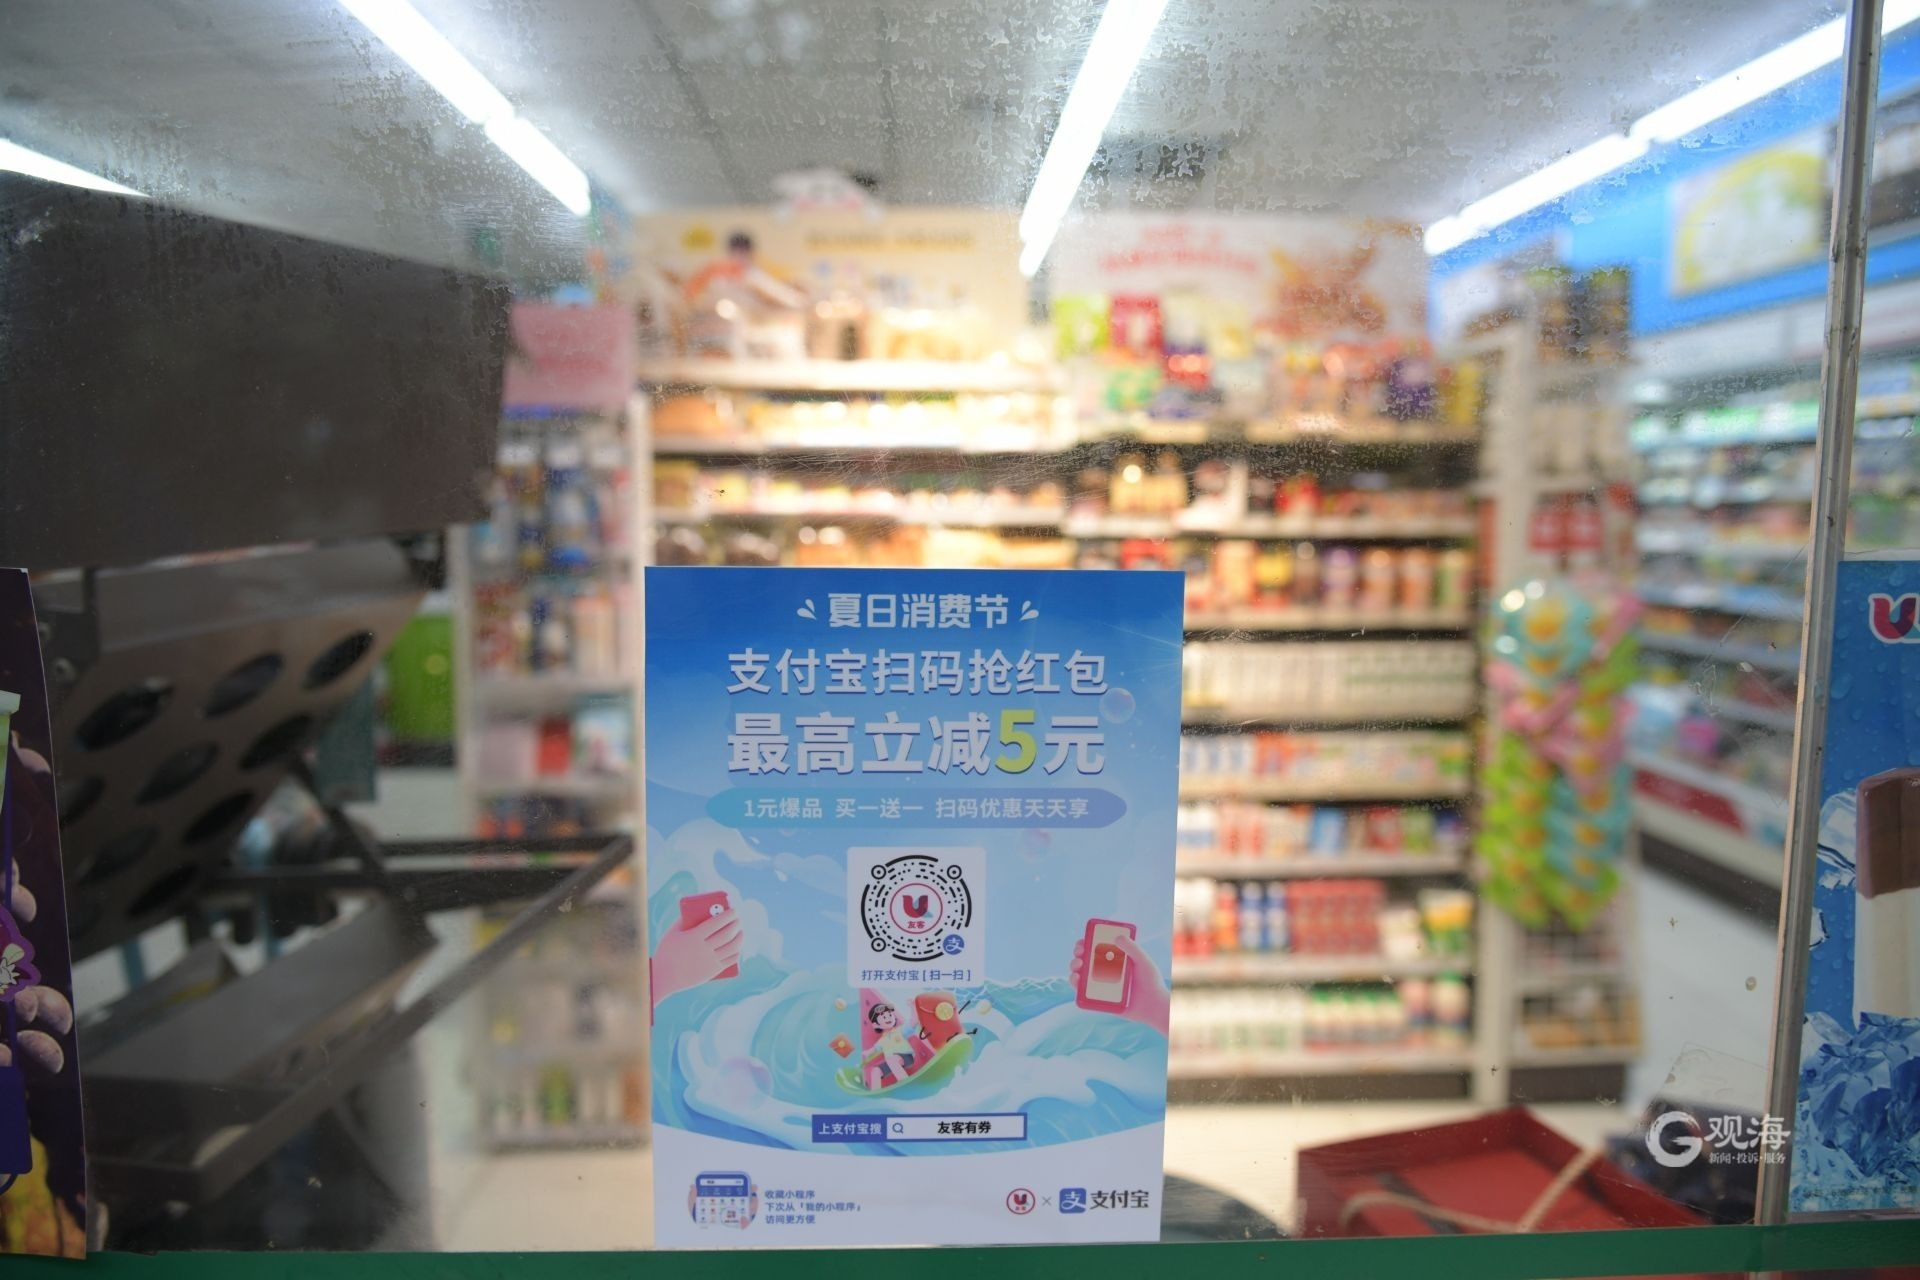 夏日消费节
支付宝扫码抢红包
最高立减5元
1元爆品 买一送一 扫码优惠天天享
U
友客
支
打开支付宝[扫一扫]
上支付宝搜 友客有券
收藏小程序
下次从「我的小程序」
访问更方便
U
友客
×
支 支付宝
U
G 观海
新闻·投诉·服务